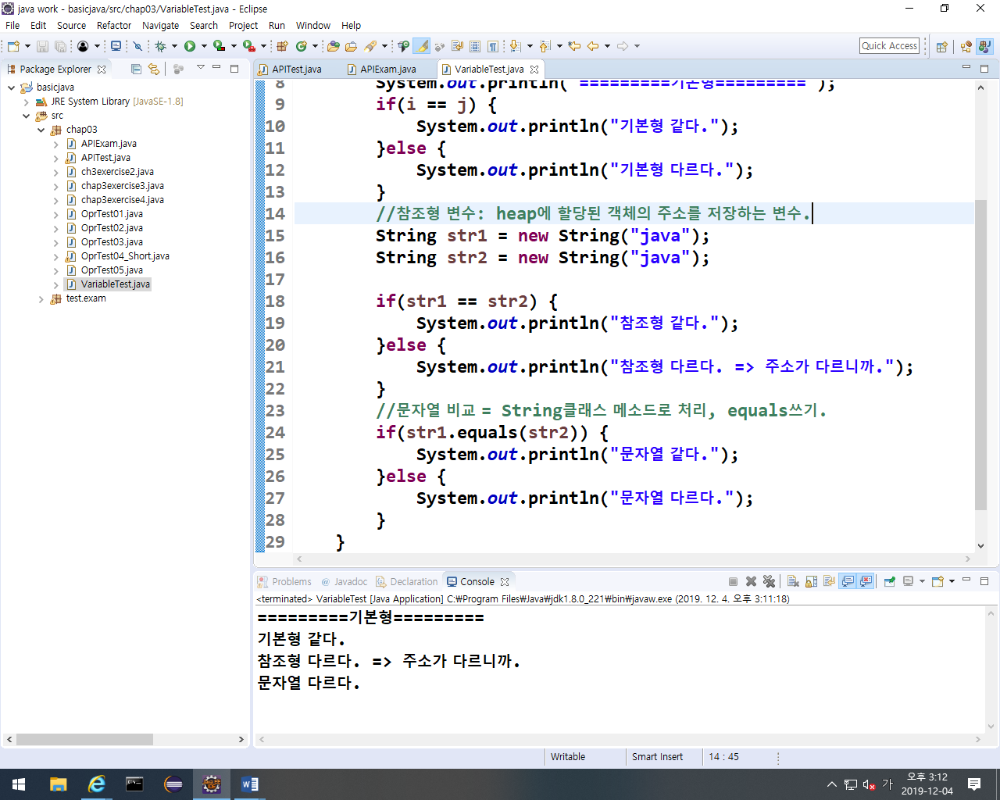 java work - basicjava/src/chap03/VariableTest.java - Eclipse
File Edit Source Refactor Navigate Search Project Run Window Help
Quick Access
Package Explorer
APITest.java APIExam.java VariableTest.java
basicjava
JRE System Library [JavaSE-1.8]
src
chap03
APIExam.java
APITest.java
ch3exercise2.java
chap3exercise3.java
chap3exercise4.java
OprTest01.java
OprTest02.java
OprTest03.java
OprTest04_Short.java
OprTest05.java
VariableTest.java
test.exam
8 System.out.println("=========기본형=========");
9 if(i == j) {
10 System.out.println("기본형 같다.");
11 }else {
12 System.out.println("기본형 다르다.");
13 }
14 //참조형 변수: heap에 할당된 객체의 주소를 저장하는 변수.
15 String str1 = new String("java");
16 String str2 = new String("java");
17
18 if(str1 == str2) {
19 System.out.println("참조형 같다.");
20 }else {
21 System.out.println("참조형 다르다. => 주소가 다르니까.");
22 }
23 //문자열 비교 = String클래스 메소드로 처리, equals쓰기.
24 if(str1.equals(str2)) {
25 System.out.println("문자열 같다.");
26 }else {
27 System.out.println("문자열 다르다.");
28 }
29 }
Problems @ Javadoc Declaration Console
<terminated> VariableTest [Java Application] C:₩Program Files₩Java₩jdk1.8.0_221₩bin₩javaw.exe (2019. 12. 4. 오후 3:11:18)
=========기본형=========
기본형 같다.
참조형 다르다. => 주소가 다르니까.
문자열 다르다.
Writable Smart Insert 14 : 45
가 오후 3:12
2019-12-04